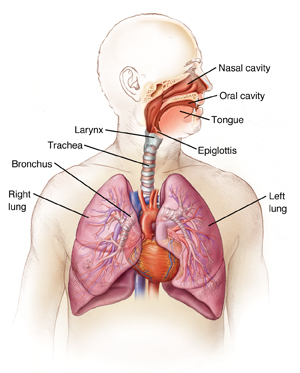 Nasal cavity
Oral cavity
Tongue
Larynx
Epiglottis
Trachea
Bronchus
Right
lung
Left
lung